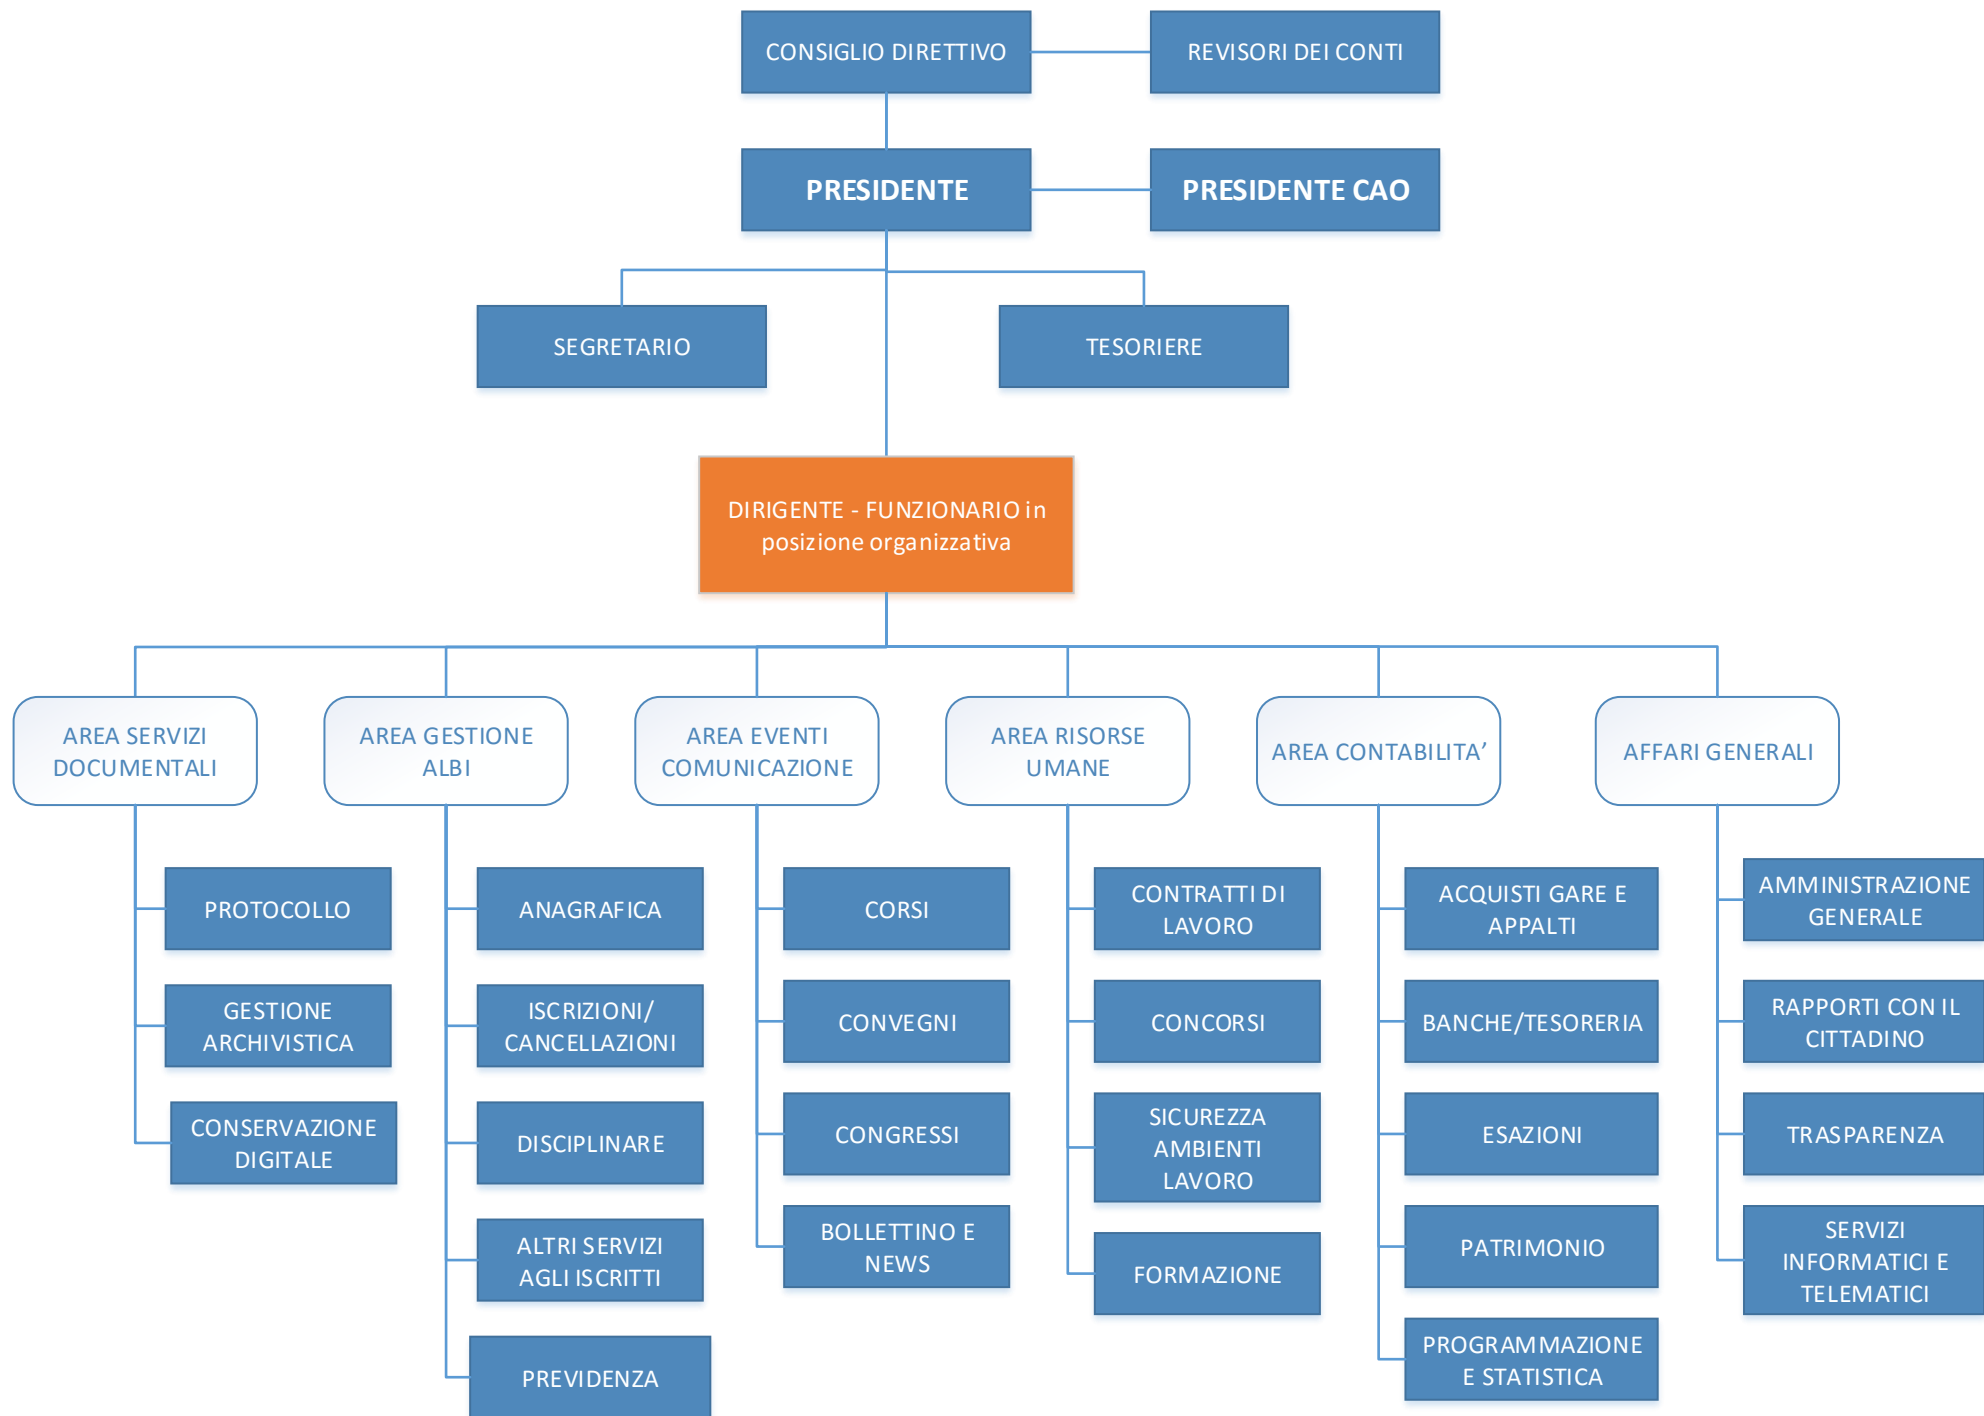 CONSIGLIO DIRETTIVO
REVISORI DEI CONTI
PRESIDENTE
PRESIDENTE CAO
SEGRETARIO
TESORIERE
DIRIGENTE - FUNZIONARIO in
posizione organizzativa
AREA SERVIZI
DOCUMENTALI
AREA GESTIONE
ALBI
AREA EVENTI
COMUNICAZIONE
AREA RISORSE
UMANE
AREA CONTABILITA’
AFFARI GENERALI
PROTOCOLLO
GESTIONE
ARCHIVISTICA
CONSERVAZIONE
DIGITALE
ANAGRAFICA
ISCRIZIONI/
CANCELLAZIONI
DISCIPLINARE
ALTRI SERVIZI
AGLI ISCRITTI
PREVIDENZA
CORSI
CONVEGNI
CONGRESSI
BOLLETTINO E
NEWS
CONTRATTI DI
LAVORO
CONCORSI
SICUREZZA
AMBIENTI
LAVORO
FORMAZIONE
ACQUISTI GARE E
APPALTI
BANCHE/TESORERIA
ESAZIONI
PATRIMONIO
PROGRAMMAZIONE
E STATISTICA
AMMINISTRAZIONE
GENERALE
RAPPORTI CON IL
CITTADINO
TRASPARENZA
SERVIZI
INFORMATICI E
TELEMATICI